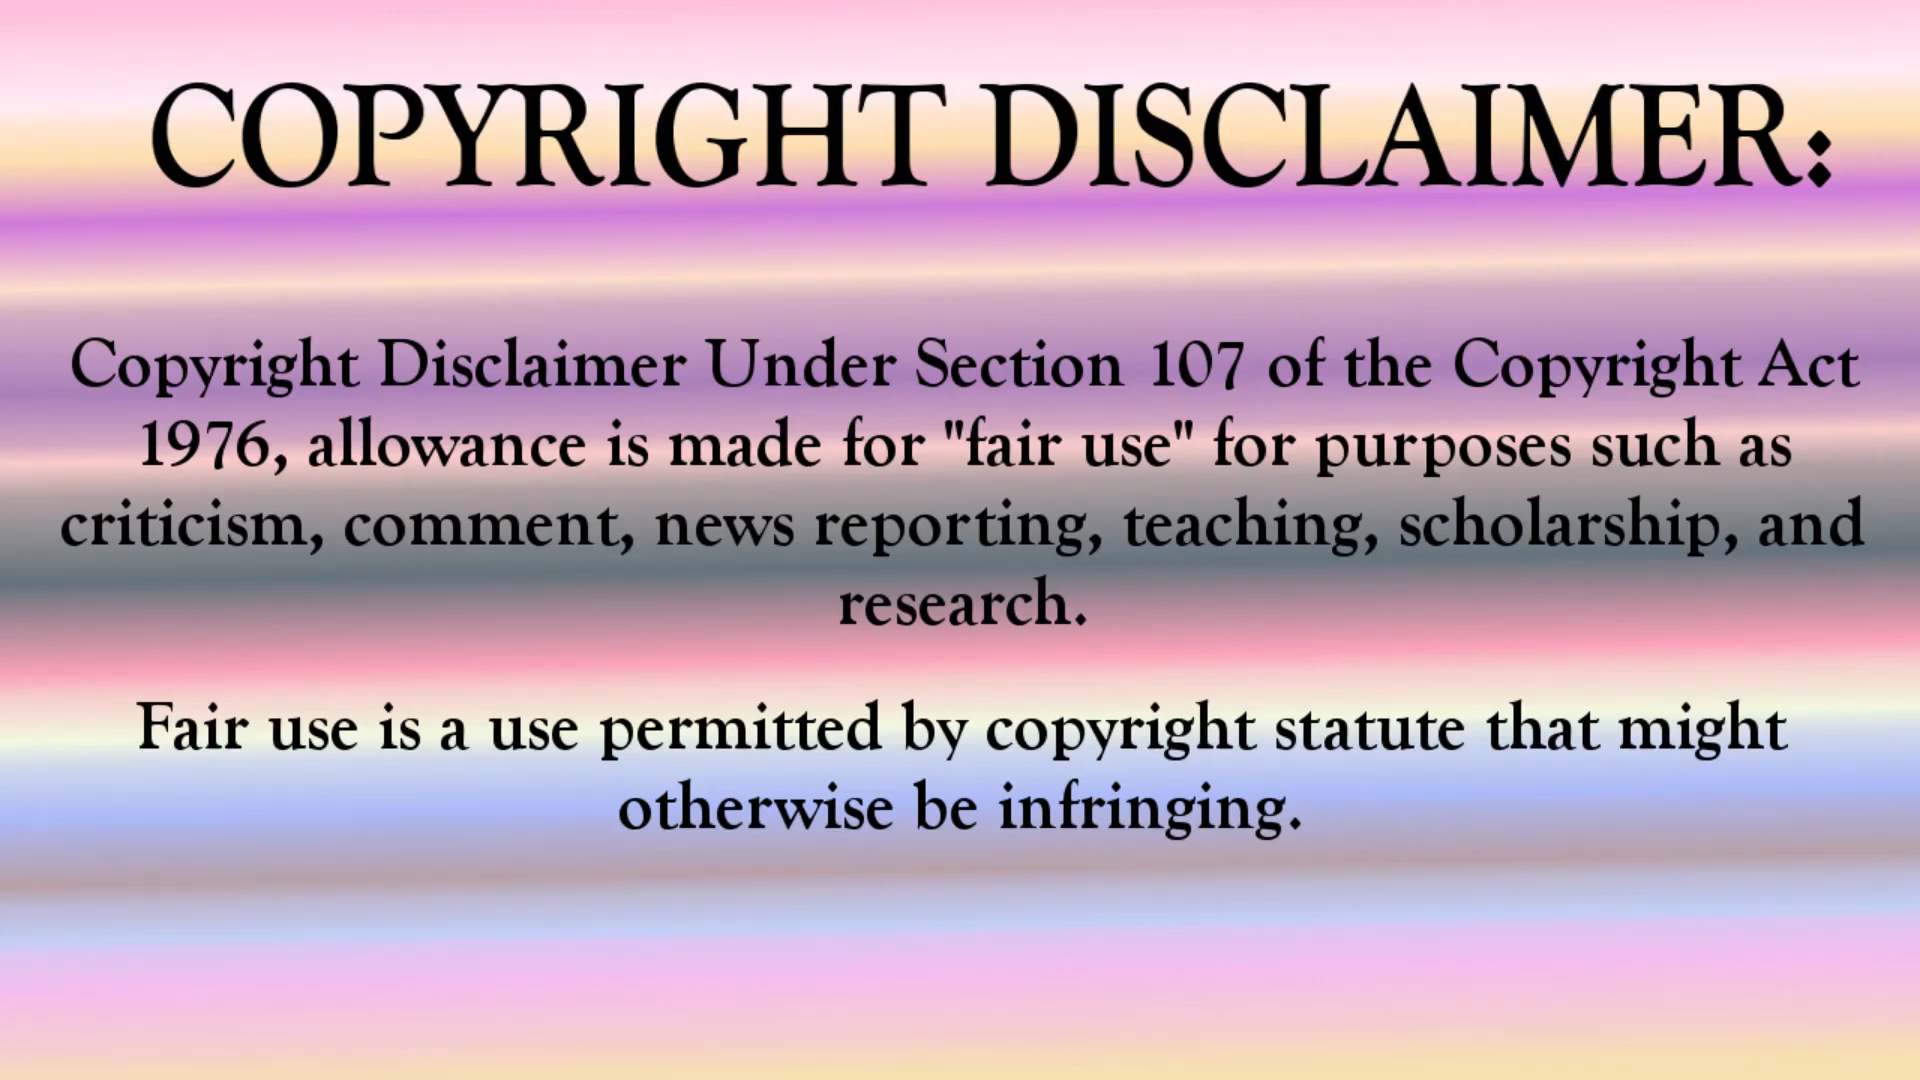 COPYRIGHT DISCLAIMER:
Copyright Disclaimer Under Section 107 of the Copyright Act
1976, allowance is made for "fair use" for purposes such as
criticism, comment, news reporting, teaching, scholarship, and
research.
Fair use is a use permitted by copyright statute that might
otherwise be infringing.